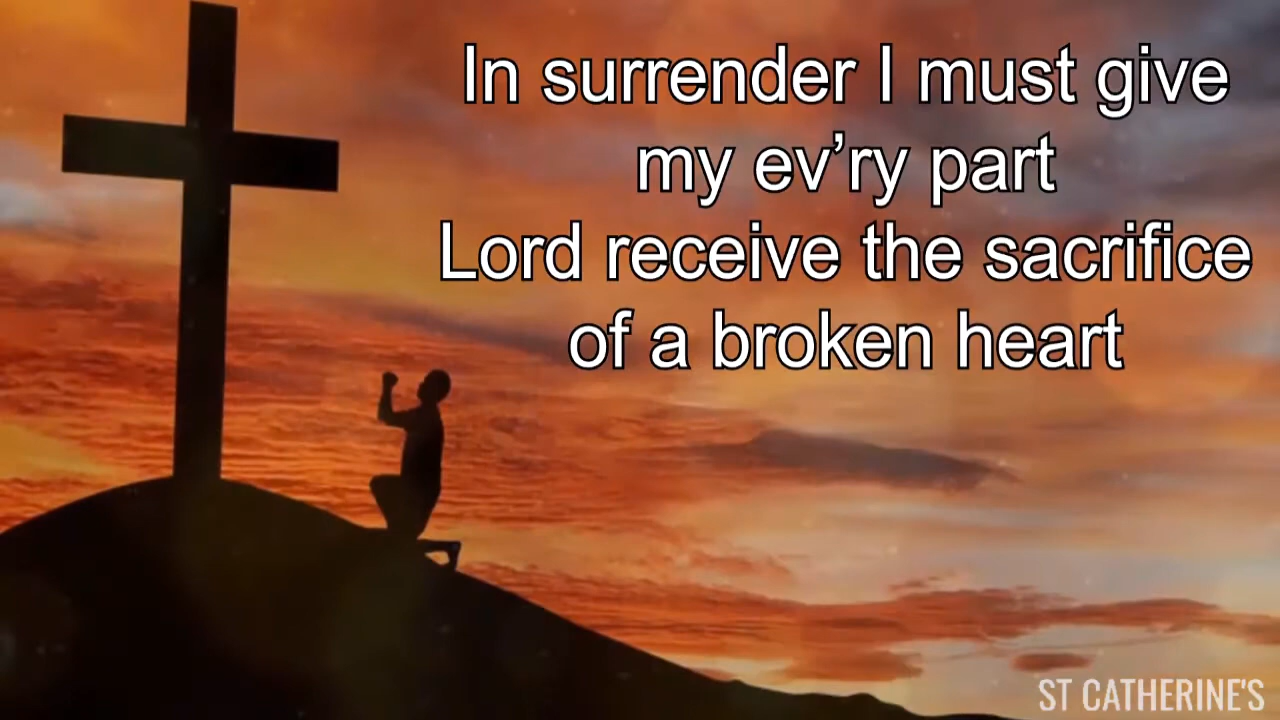 In surrender I must give
my ev’ry part
Lord receive the sacrifice
of a broken heart
ST CATHERINE'S